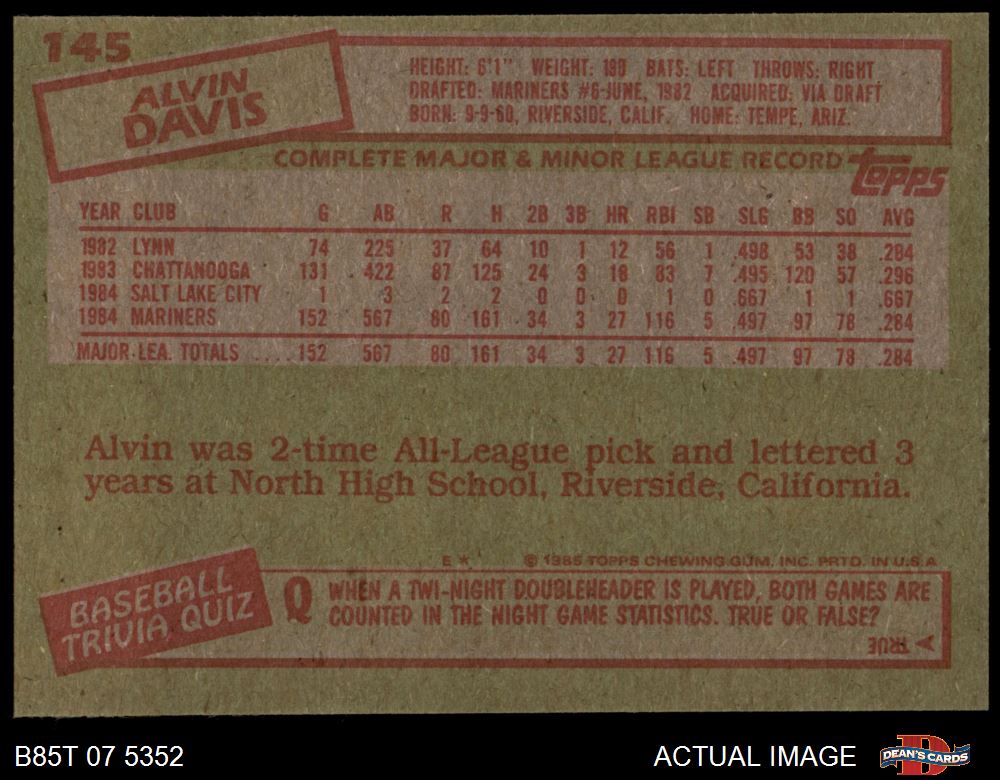 145
ALVIN
DAVIS
HEIGHT: 6'1" WEIGHT: 190 BATS: LEFT THROWS: RIGHT
DRAFTED: MARINERS #6-JUNE, 1982 ACQUIRED: VIA DRAFT
BORN: 9-9-60, RIVERSIDE, CALIF. HOME: TEMPE, ARIZ.
COMPLETE MAJOR & MINOR LEAGUE RECORD
topps
YEAR CLUB G AB R H 2B 3B HR RBI SB SLG BB SO AVG
1982 LYNN 74 225 37 64 10 1 12 56 1 .498 53 38 .284
1983 CHATTANOOGA 131 422 87 125 24 3 18 83 7 .495 120 57 .296
1984 SALT LAKE CITY 1 3 2 2 0 0 0 1 0 .667 1 1 .667
1984 MARINERS 152 567 80 161 34 3 27 116 5 .497 97 78 .284
MAJOR LEA. TOTALS ....152 567 80 161 34 3 27 116 5 .497 97 78 .284
Alvin was 2-time All-League pick and lettered 3
years at North High School, Riverside, California.
E * © 1985 TOPPS CHEWING GUM, INC. PRTD. IN U.S.A.
BASEBALL
TRIVIA QUIZ
Q WHEN A TWI-NIGHT DOUBLEHEADER IS PLAYED, BOTH GAMES ARE
COUNTED IN THE NIGHT GAME STATISTICS. TRUE OR FALSE?
A TRUE
B85T 07 5352
ACTUAL IMAGE
DEAN'S CARDS